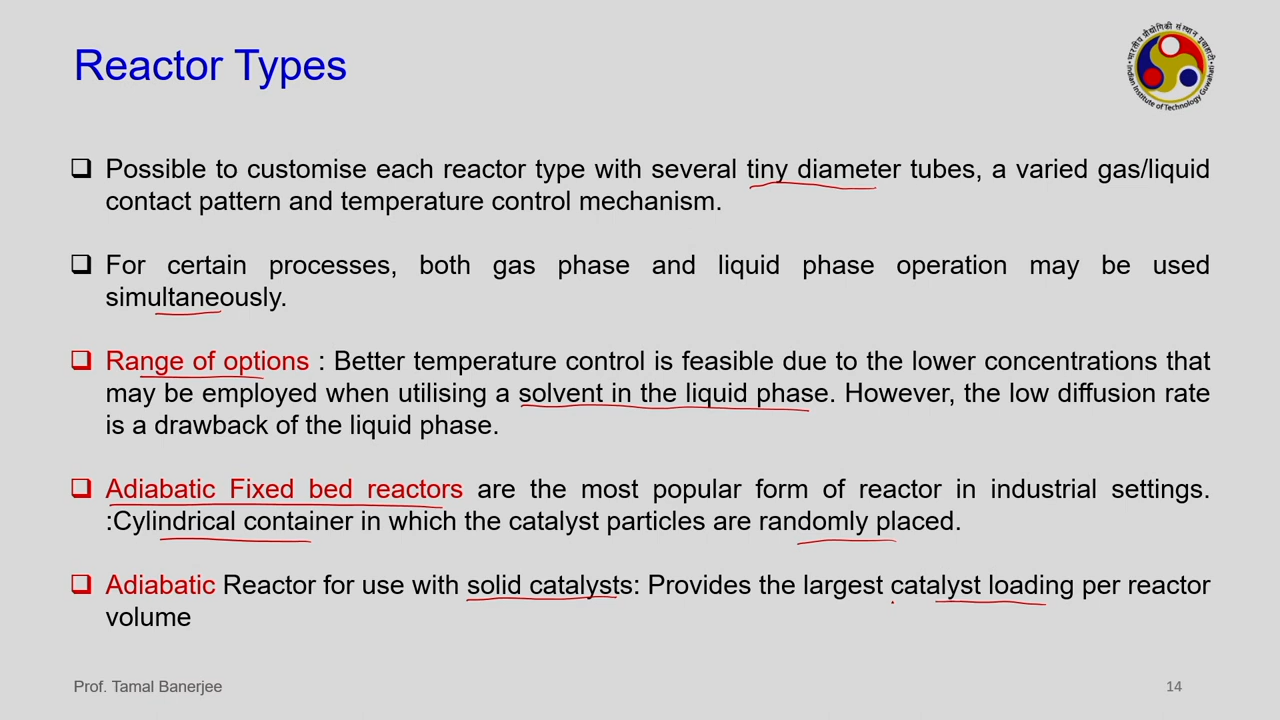 Reactor Types
भारतीय प्रौद्योगिकी संस्थान गुवाहाटी
Indian Institute of Technology Guwahati
Possible to customise each reactor type with several tiny diameter tubes, a varied gas/liquid
contact pattern and temperature control mechanism.
For certain processes, both gas phase and liquid phase operation may be used
simultaneously.
Range of options : Better temperature control is feasible due to the lower concentrations that
may be employed when utilising a solvent in the liquid phase. However, the low diffusion rate
is a drawback of the liquid phase.
Adiabatic Fixed bed reactors are the most popular form of reactor in industrial settings.
:Cylindrical container in which the catalyst particles are randomly placed.
Adiabatic Reactor for use with solid catalysts: Provides the largest catalyst loading per reactor
volume
Prof. Tamal Banerjee
14